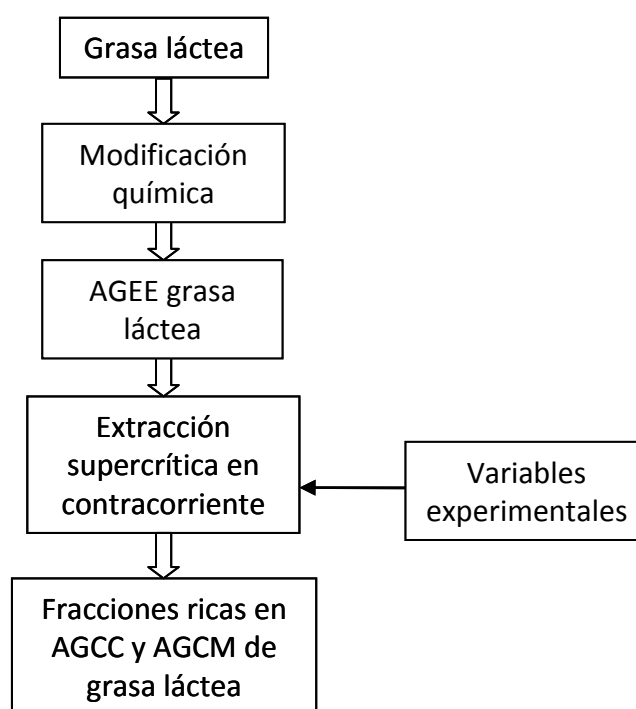 Grasa láctea
Modificación
química
AGEE grasa
láctea
Extracción
supercrítica en
contracorriente
Variables
experimentales
Fracciones ricas en
AGCC y AGCM de
grasa láctea